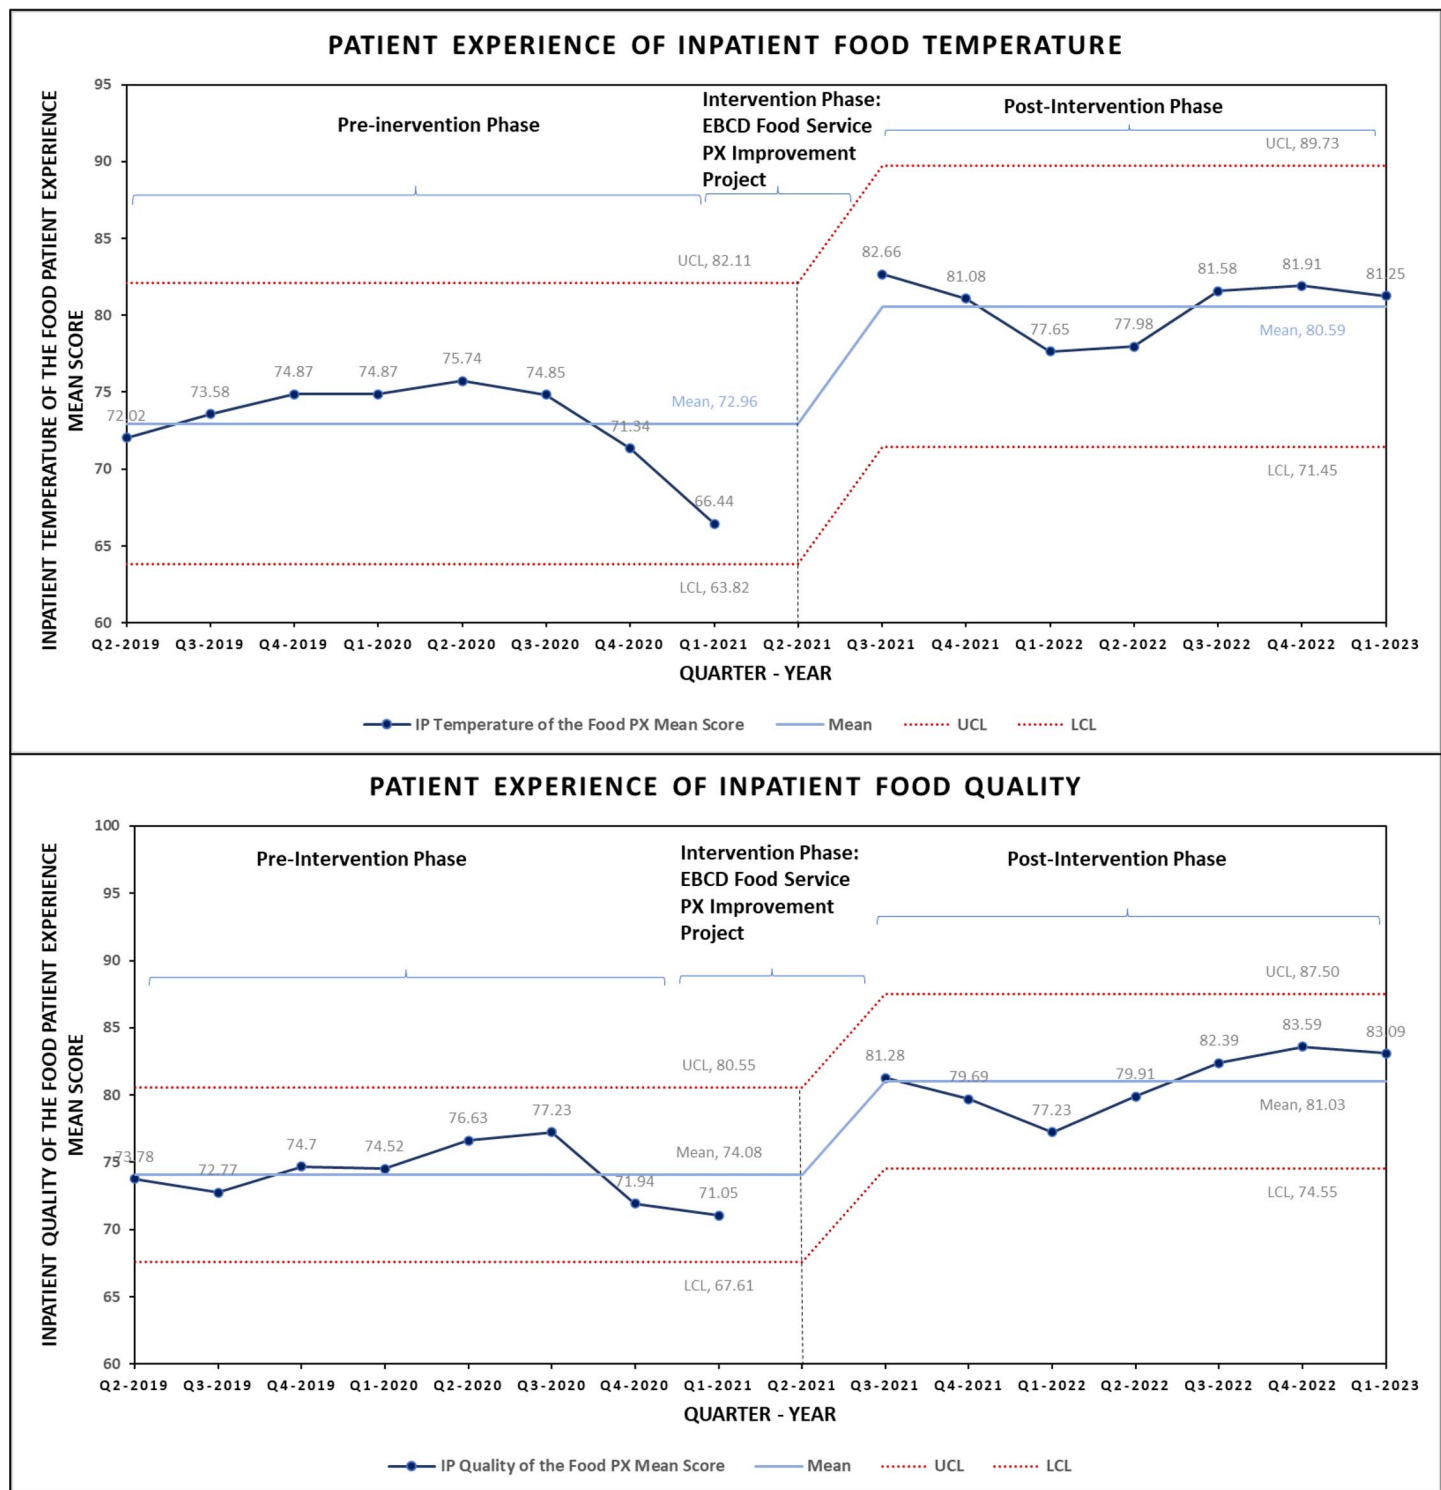 PATIENT EXPERIENCE OF INPATIENT FOOD TEMPERATURE
INPATIENT TEMPERATURE OF THE FOOD PATIENT EXPERIENCE
MEAN SCORE
95
90
85
80
75
70
65
60
Pre-inervention Phase
Intervention Phase:
EBCD Food Service
PX Improvement
Project
Post-Intervention Phase
UCL, 89.73
UCL, 82.11
82.66
81.08
77.65
77.98
81.58
81.91
81.25
Mean, 80.59
72.02
73.58
74.87
74.87
75.74
74.85
71.34
66.44
Mean, 72.96
LCL, 71.45
LCL, 63.82
Q2-2019 Q3-2019 Q4-2019 Q1-2020 Q2-2020 Q3-2020 Q4-2020 Q1-2021 Q2-2021 Q3-2021 Q4-2021 Q1-2022 Q2-2022 Q3-2022 Q4-2022 Q1-2023
QUARTER - YEAR
IP Temperature of the Food PX Mean Score Mean UCL LCL
PATIENT EXPERIENCE OF INPATIENT FOOD QUALITY
INPATIENT QUALITY OF THE FOOD PATIENT EXPERIENCE
MEAN SCORE
100
95
90
85
80
75
70
65
60
Pre-Intervention Phase
Intervention Phase:
EBCD Food Service
PX Improvement
Project
Post-Intervention Phase
UCL, 87.50
UCL, 80.55
81.28
79.69
77.23
79.91
82.39
83.59
83.09
Mean, 81.03
73.78
72.77
74.7
74.52
76.63
77.23
71.94
71.05
Mean, 74.08
LCL, 74.55
LCL, 67.61
Q2-2019 Q3-2019 Q4-2019 Q1-2020 Q2-2020 Q3-2020 Q4-2020 Q1-2021 Q2-2021 Q3-2021 Q4-2021 Q1-2022 Q2-2022 Q3-2022 Q4-2022 Q1-2023
QUARTER - YEAR
IP Quality of the Food PX Mean Score Mean UCL LCL